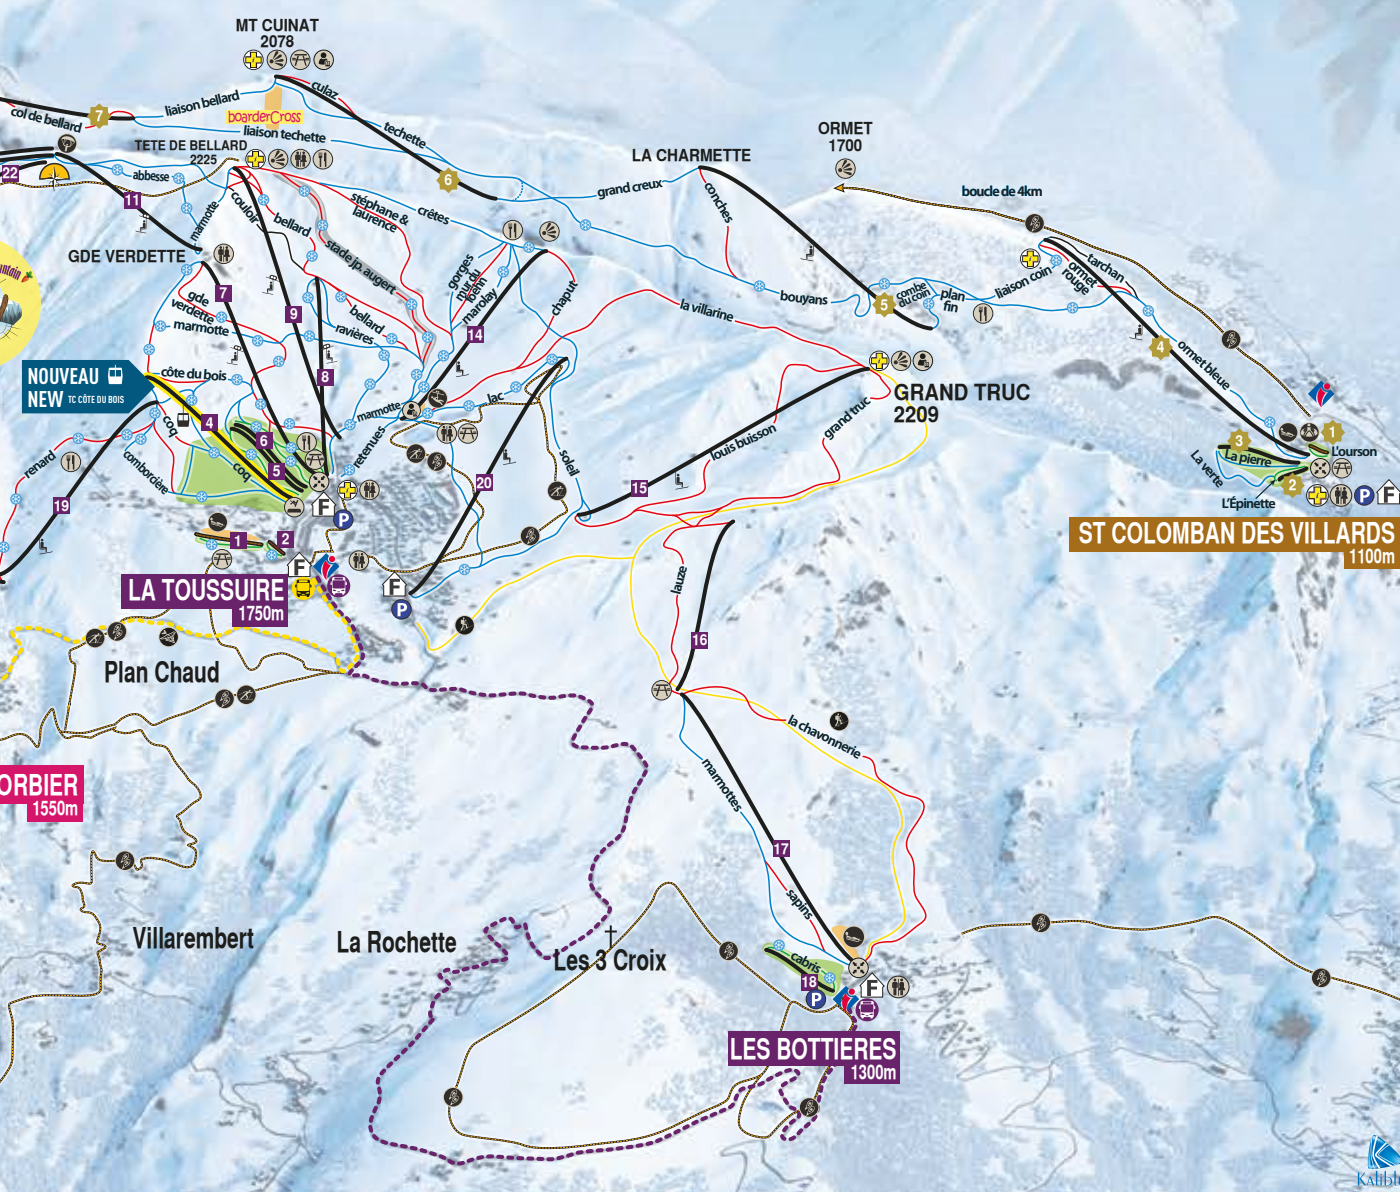 MT CUINAT
2078
culaz
col de bellard
7
liaison bellard
boarderCross
liaison techette
techette
TETE DE BELLARD
2225
22
abbesse
11
marmotte
couloir
bellard
stéphane &
laurence
crêtes
6
grand creux
LA CHARMETTE
conches
ORMET
1700
boucle de 4km
GDE VERDETTE
stade jp. augert
gorges
marolay
chaput
la villarine
bouyans
5
combe
du coin
plan
fin
liaison coin
ormet
rouge
tarchan
4
ormet bleue
7
9
gde
verdette
marmotte
bellard
ravières
14
8
NOUVEAU
NEW TC CÔTE DU BOIS
côte du bois
4
6
5
coq
coq
combordière
renard
19
marmotte
retenues
lac
20
soleil
15
louis buisson
grand truc
GRAND TRUC
2209
1
3
La pierre
L'ourson
La verte
2
L'Épinette
F
P
ST COLOMBAN DES VILLARDS
1100m
F
P
1
2
F
LA TOUSSUIRE
1750m
F
P
lauze
16
Plan Chaud
la chavonnerie
marmottes
17
sapins
ORBIER
1550m
Villarembert
La Rochette
Les 3 Croix
cabris
18
P
F
LES BOTTIERES
1300m